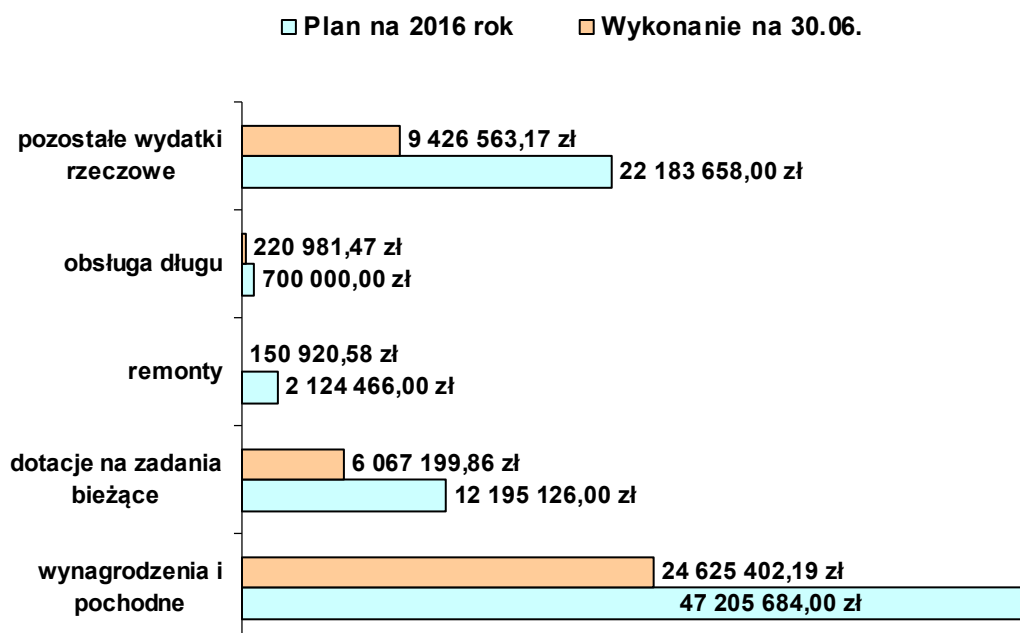 Plan na 2016 rok
Wykonanie na 30.06.
pozostałe wydatki
rzeczowe
9 426 563,17 zł
22 183 658,00 zł
obsługa długu
220 981,47 zł
700 000,00 zł
remonty
150 920,58 zł
2 124 466,00 zł
dotacje na zadania
bieżące
6 067 199,86 zł
12 195 126,00 zł
wynagrodzenia i
pochodne
24 625 402,19 zł
47 205 684,00 zł